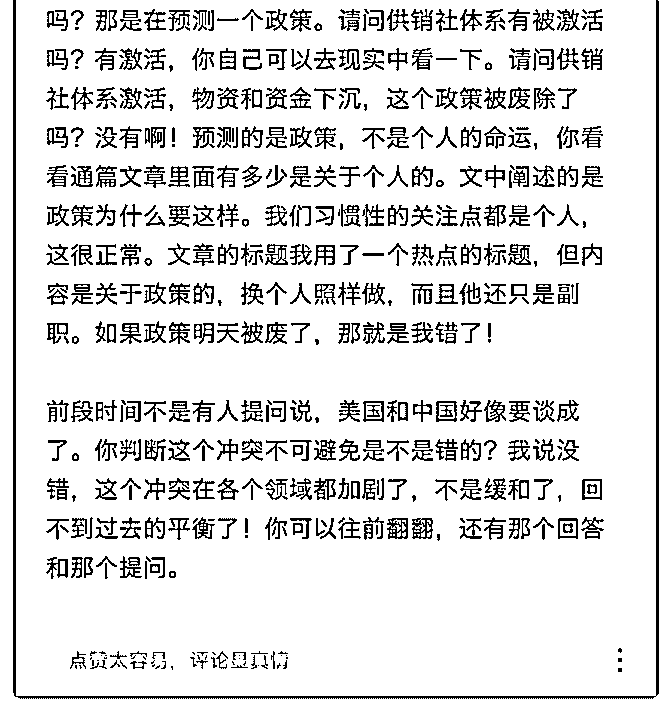 吗？那是在预测一个政策。请问供销社体系有被激活
吗？有激活，你自己可以去现实中看一下。请问供销
社体系激活，物资和资金下沉，这个政策被废除了
吗？没有啊！预测的是政策，不是个人的命运，你看
看通篇文章里面有多少是关于个人的。文中阐述的是
政策为什么要这样。我们习惯性的关注点都是个人，
这很正常。文章的标题我用了一个热点的标题，但内
容是关于政策的，换个人照样做，而且他还只是副
职。如果政策明天被废了，那就是我错了！
前段时间不是有人提问说，美国和中国好像要谈成
了。你判断这个冲突不可避免是不是错的？我说没
错，这个冲突在各个领域都加剧了，不是缓和了，回
不到过去的平衡了！你可以往前翻翻，还有那个回答
和那个提问。
点赞太容易，评论显真情